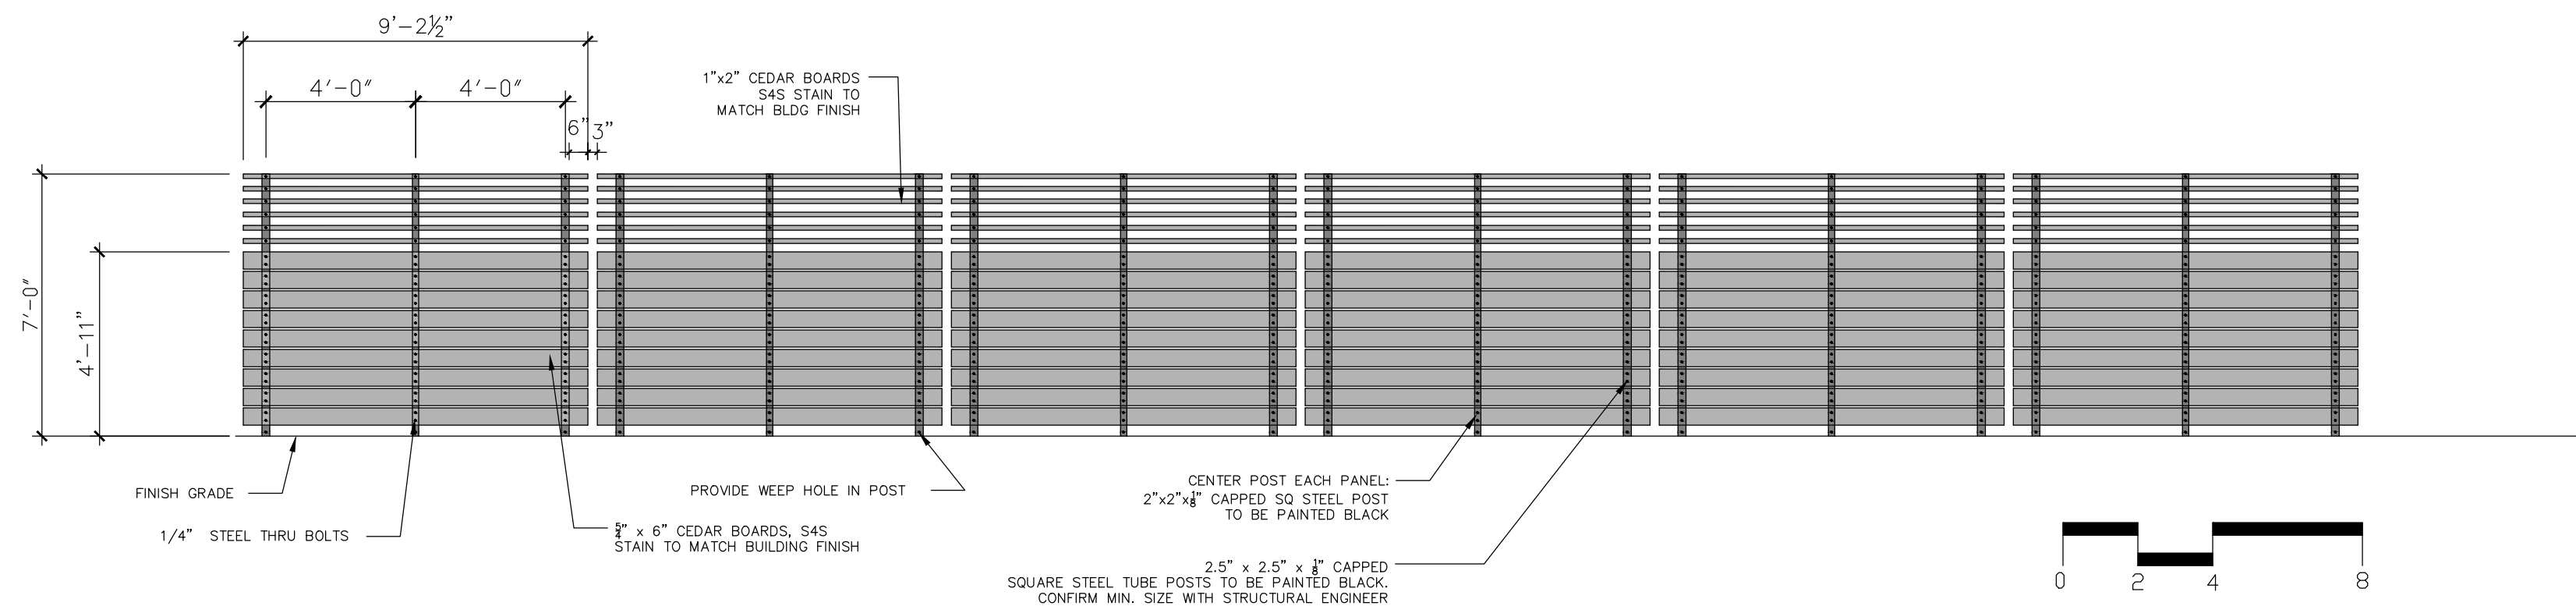 9'-2½"
4'-0"
4'-0"
6"
3"
1"x2" CEDAR BOARDS
S4S STAIN TO
MATCH BLDG FINISH
7'-0"
4'-11"
FINISH GRADE
1/4" STEEL THRU BOLTS
PROVIDE WEEP HOLE IN POST
5/4" x 6" CEDAR BOARDS, S4S
STAIN TO MATCH BUILDING FINISH
CENTER POST EACH PANEL:
2"x2"x⅛" CAPPED SQ STEEL POST
TO BE PAINTED BLACK
2.5" x 2.5" x ⅛" CAPPED
SQUARE STEEL TUBE POSTS TO BE PAINTED BLACK.
CONFIRM MIN. SIZE WITH STRUCTURAL ENGINEER
0 2 4 8